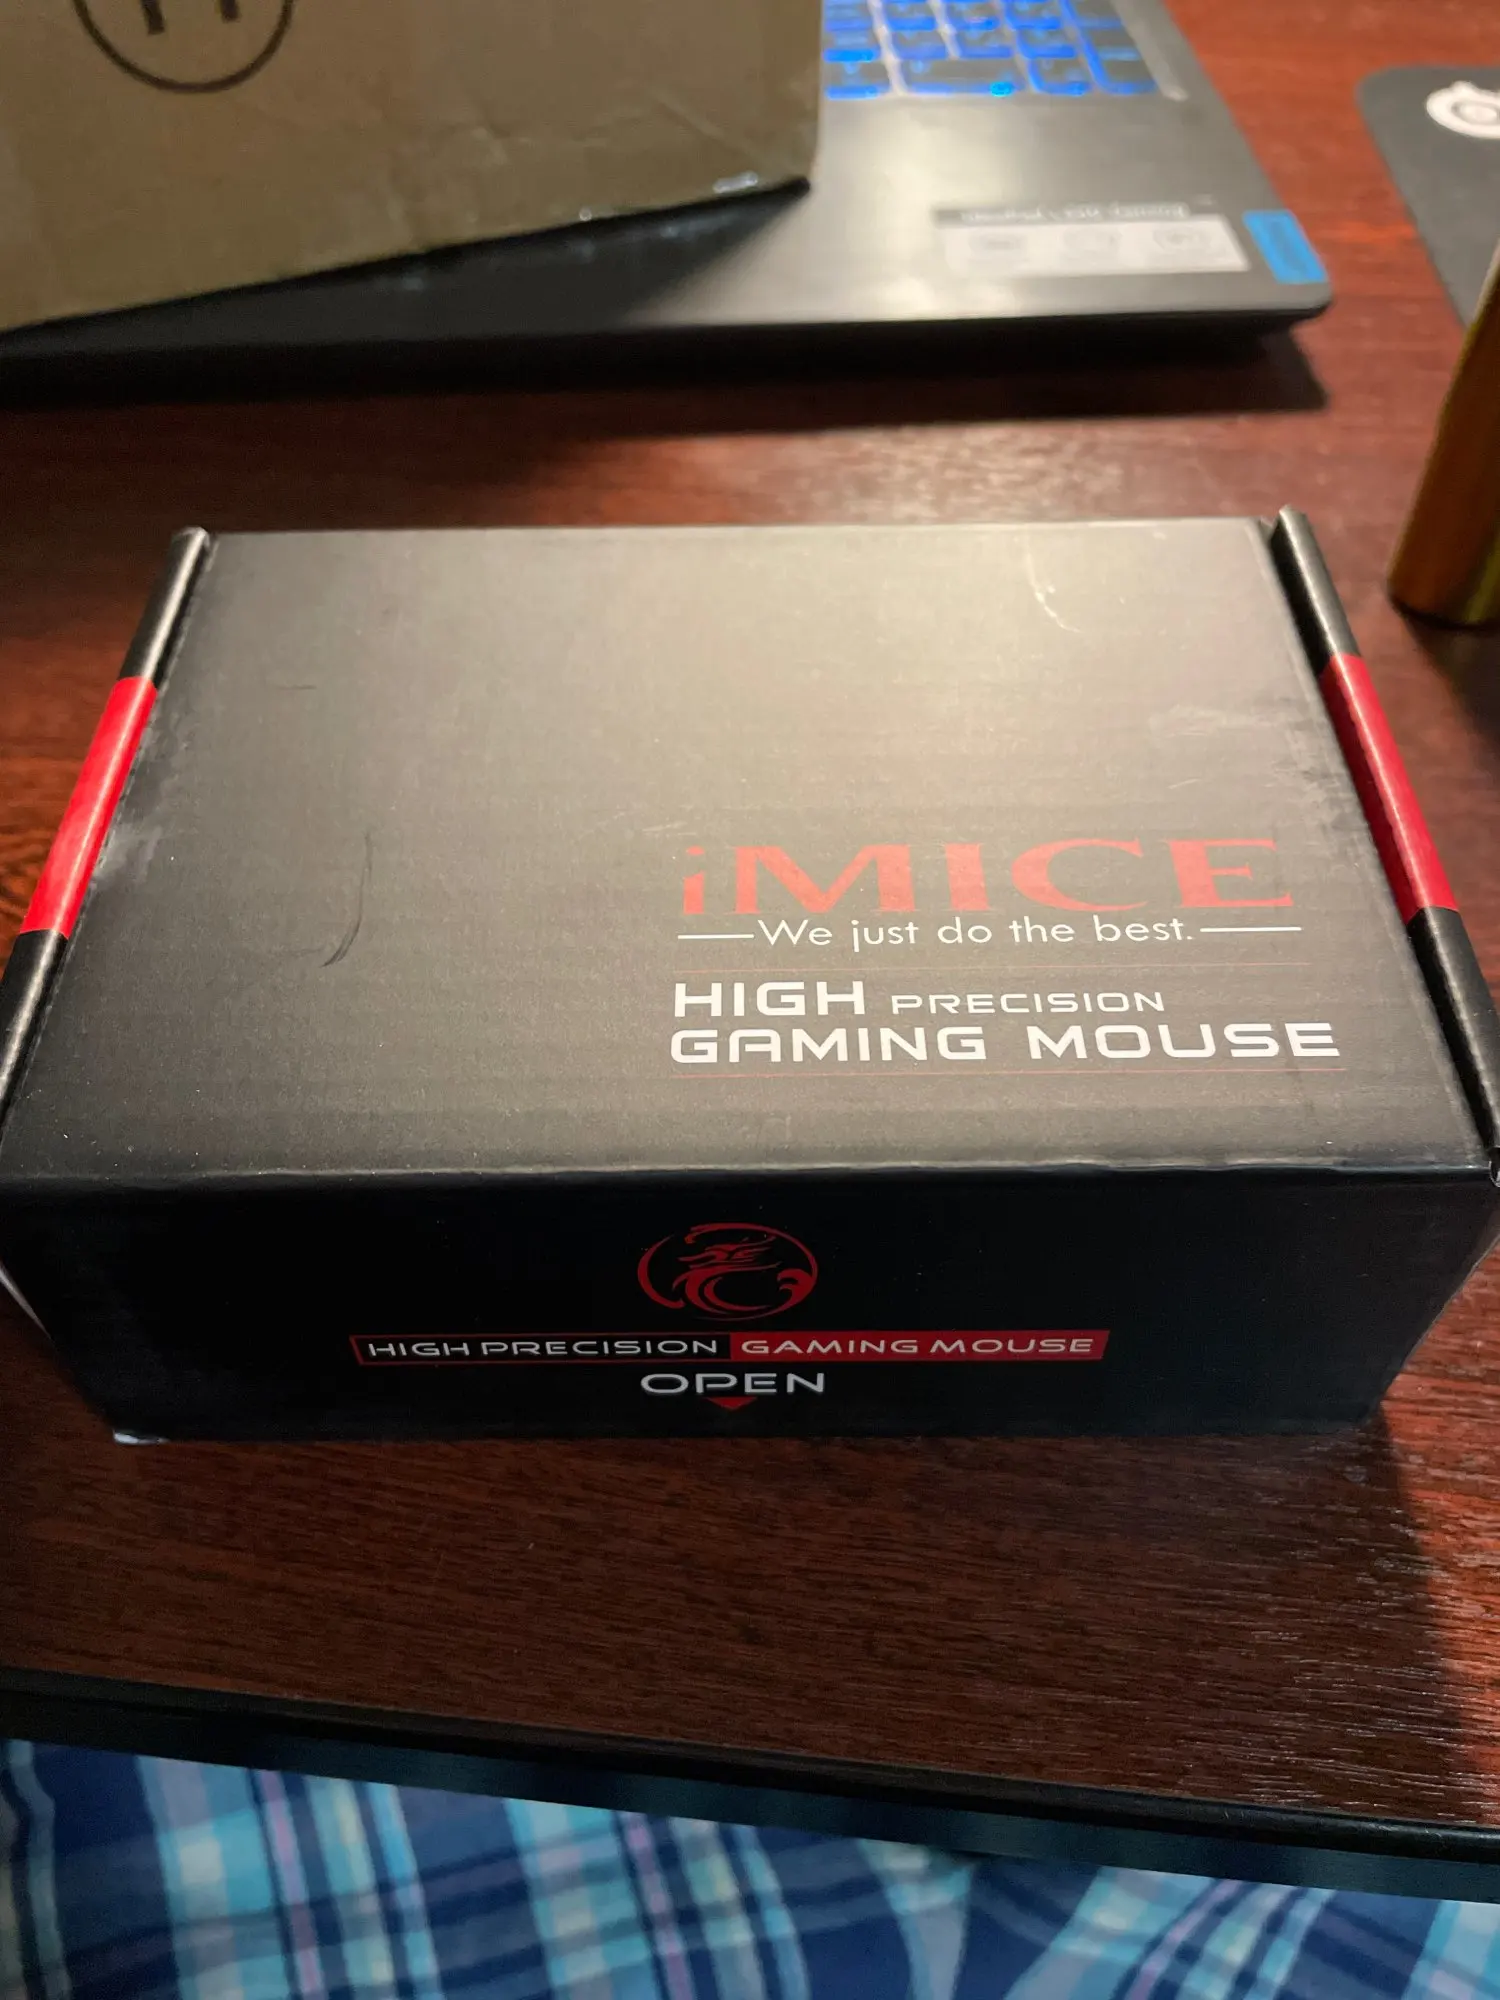 iMICE
We just do the best.
HIGH PRECISION
GAMING MOUSE
HIGH PRECISION GAMING MOUSE
OPEN